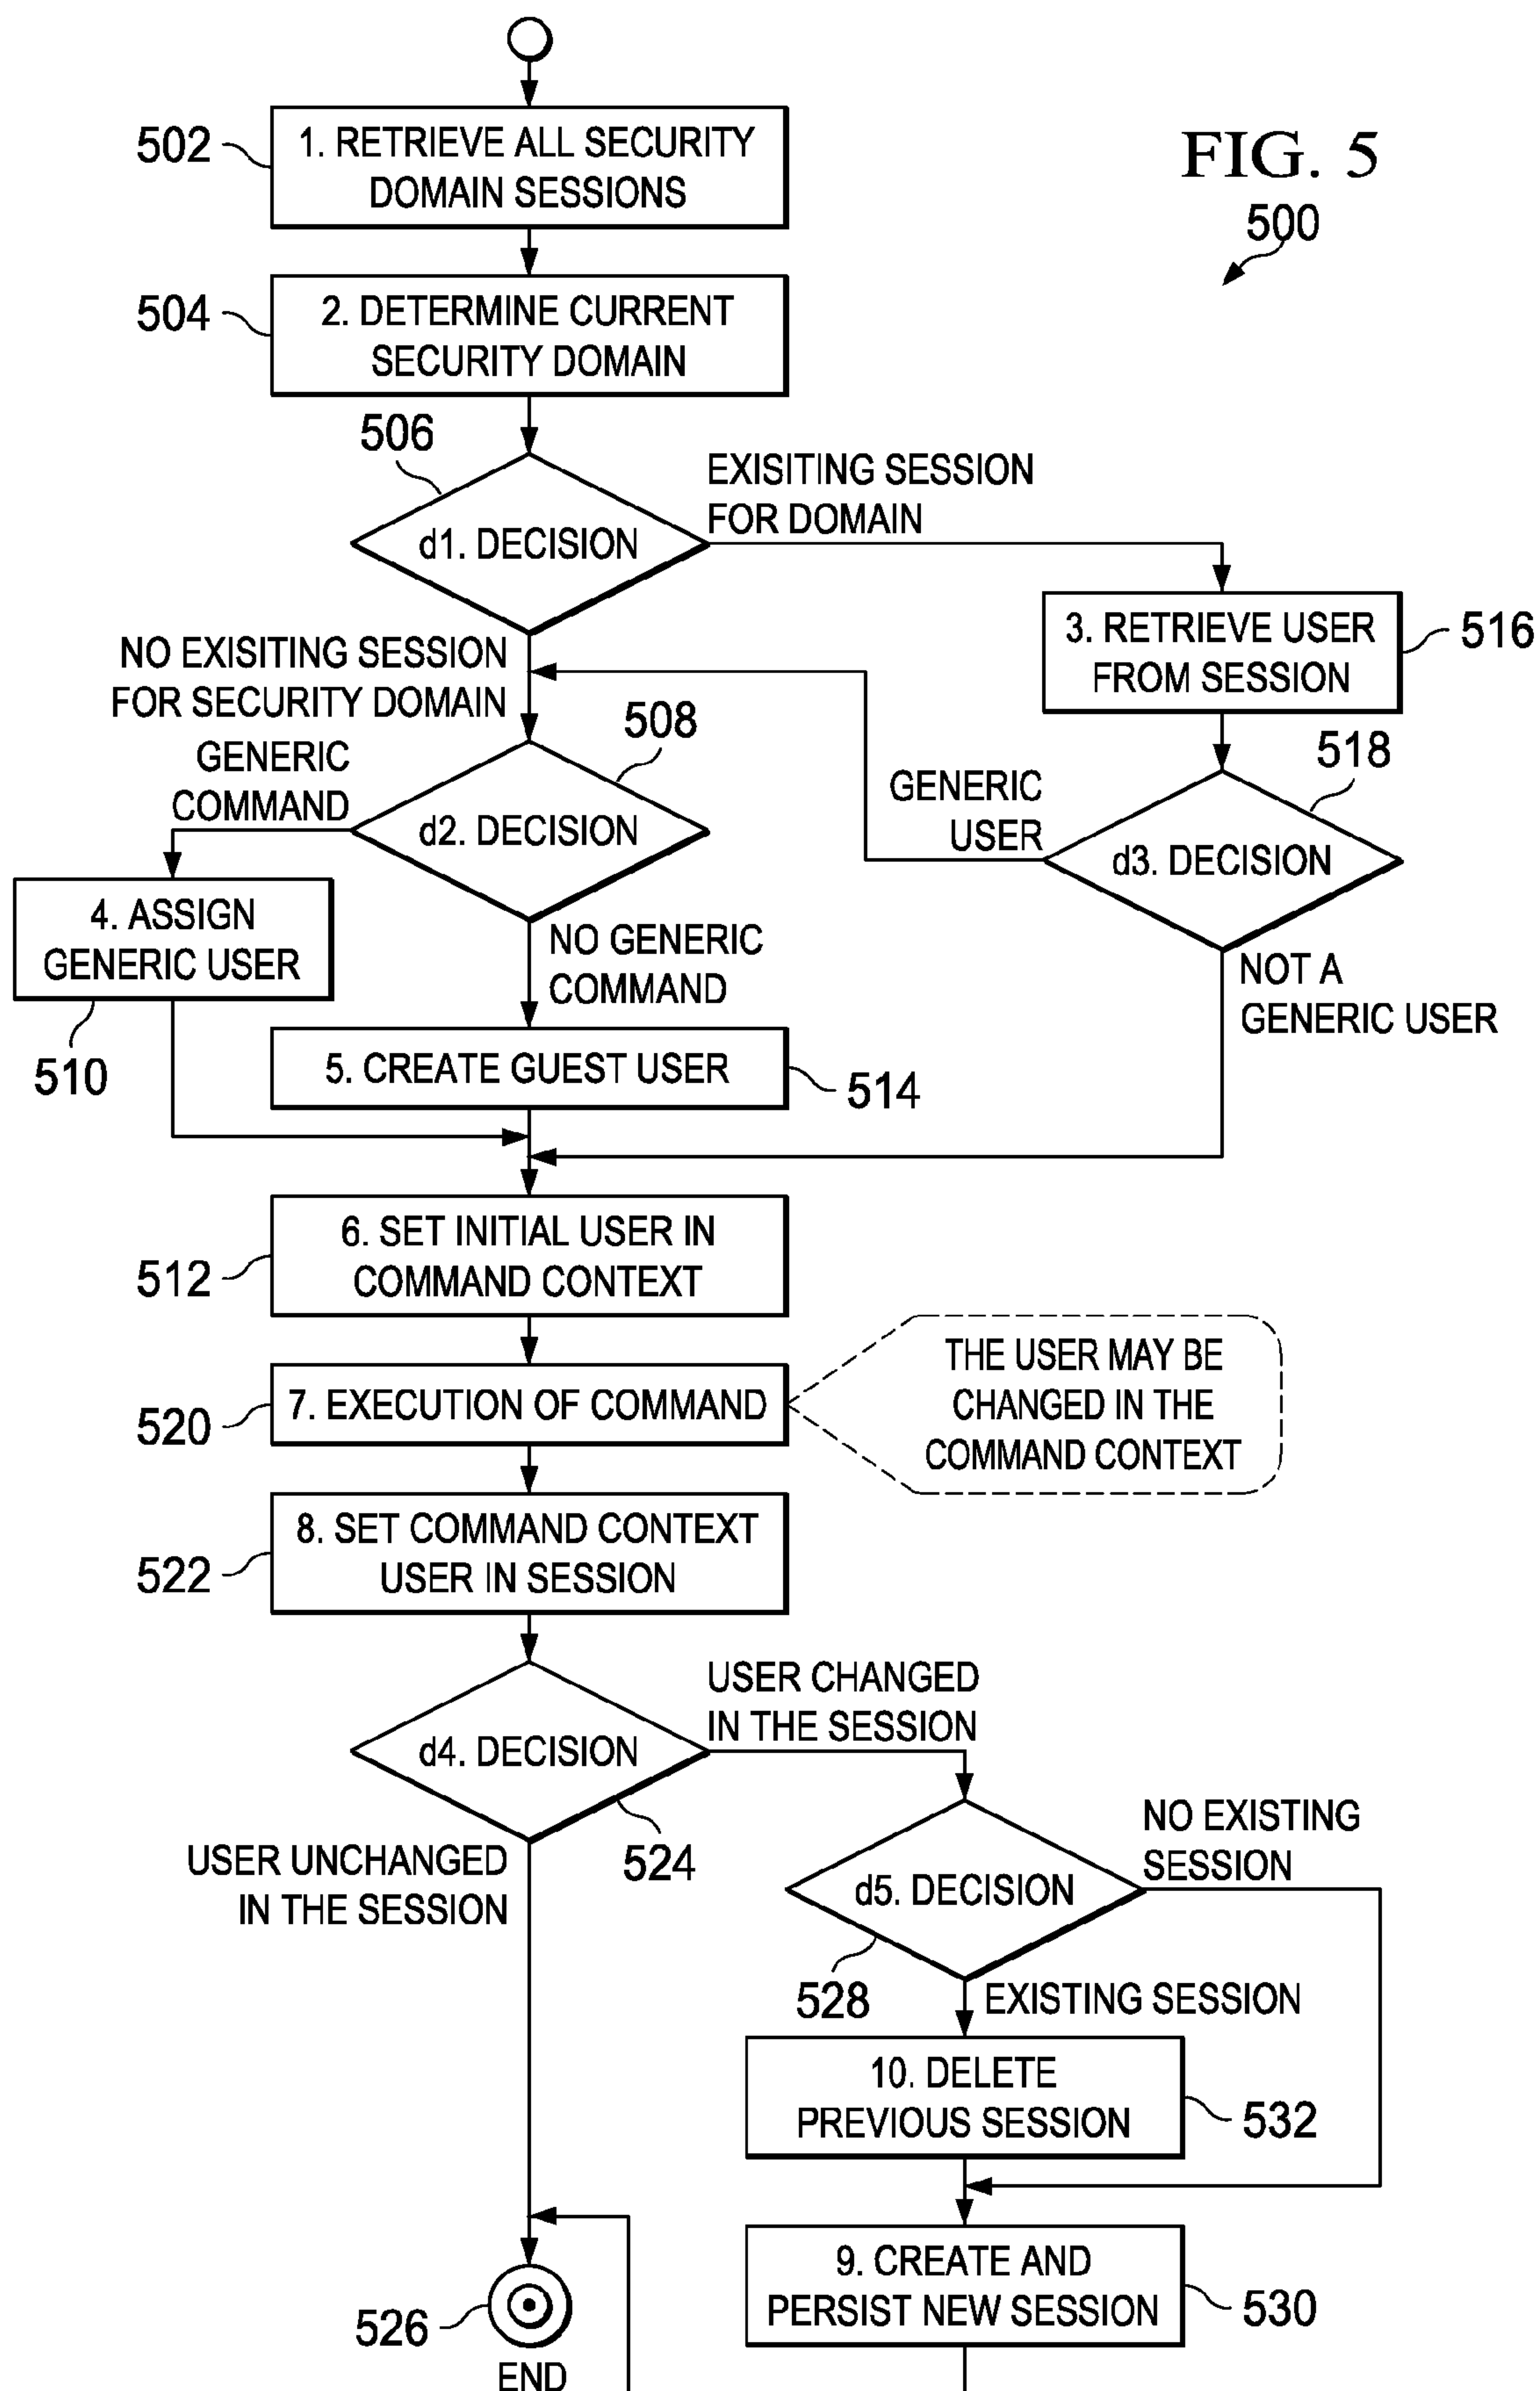 FIG. 5
500
502
1. RETRIEVE ALL SECURITY
DOMAIN SESSIONS
504
2. DETERMINE CURRENT
SECURITY DOMAIN
506
d1. DECISION
EXISITING SESSION
FOR DOMAIN
3. RETRIEVE USER
FROM SESSION
516
NO EXISITING SESSION
FOR SECURITY DOMAIN
508
d2. DECISION
GENERIC
COMMAND
518
d3. DECISION
GENERIC
USER
4. ASSIGN
GENERIC USER
510
NO GENERIC
COMMAND
NOT A
GENERIC USER
5. CREATE GUEST USER
514
6. SET INITIAL USER IN
COMMAND CONTEXT
512
7. EXECUTION OF COMMAND
520
THE USER MAY BE
CHANGED IN THE
COMMAND CONTEXT
8. SET COMMAND CONTEXT
USER IN SESSION
522
d4. DECISION
524
USER CHANGED
IN THE SESSION
USER UNCHANGED
IN THE SESSION
d5. DECISION
528
NO EXISTING
SESSION
EXISTING SESSION
10. DELETE
PREVIOUS SESSION
532
9. CREATE AND
PERSIST NEW SESSION
530
526
END